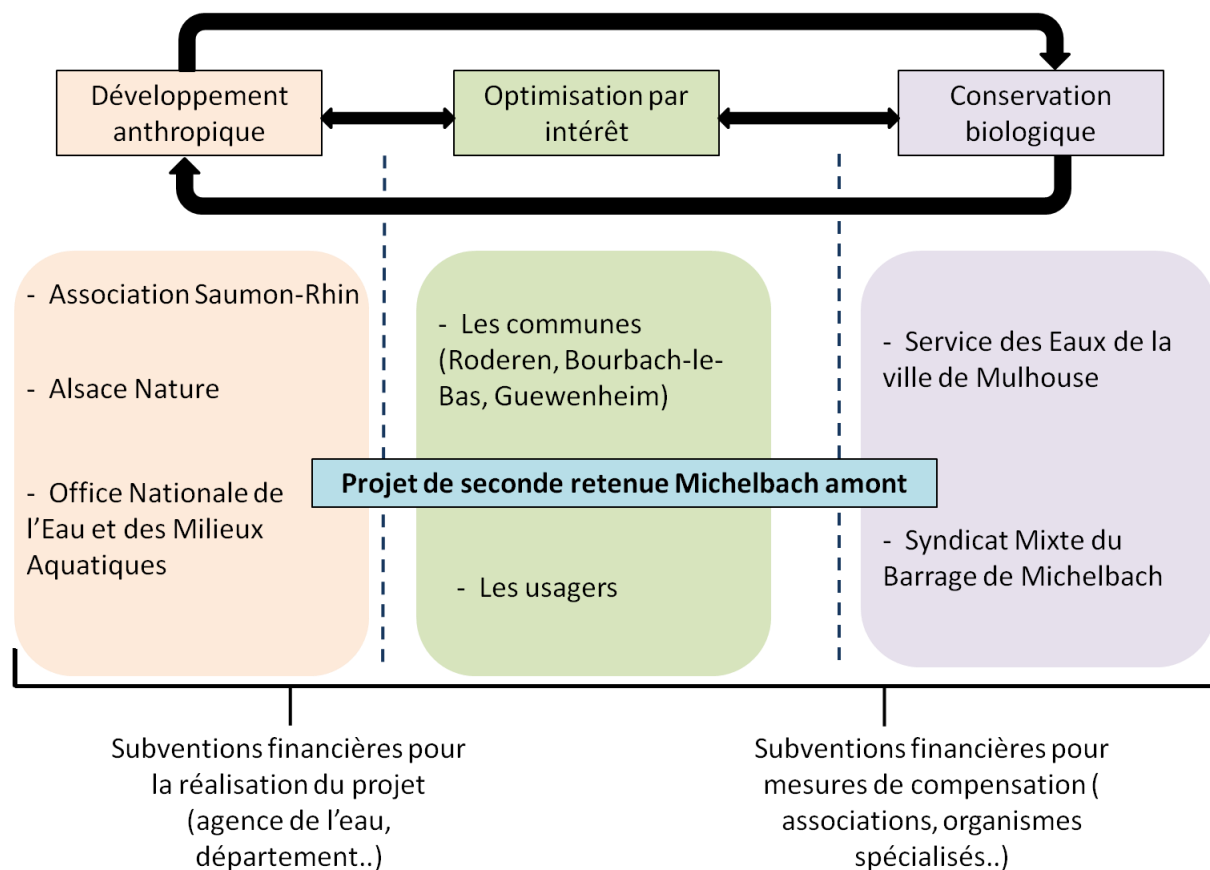 Développement
anthropique
Optimisation par
intérêt
Conservation
biologique
- Association Saumon-Rhin
- Alsace Nature
- Office Nationale de
l’Eau et des Milieux
Aquatiques
- Les communes
(Roderen, Bourbach-le-
Bas, Guewenheim)
- Les usagers
- Service des Eaux de la
ville de Mulhouse
- Syndicat Mixte du
Barrage de Michelbach
Projet de seconde retenue Michelbach amont
Subventions financières pour
la réalisation du projet
(agence de l’eau,
département..)
Subventions financières pour
mesures de compensation (
associations, organismes
spécialisés..)